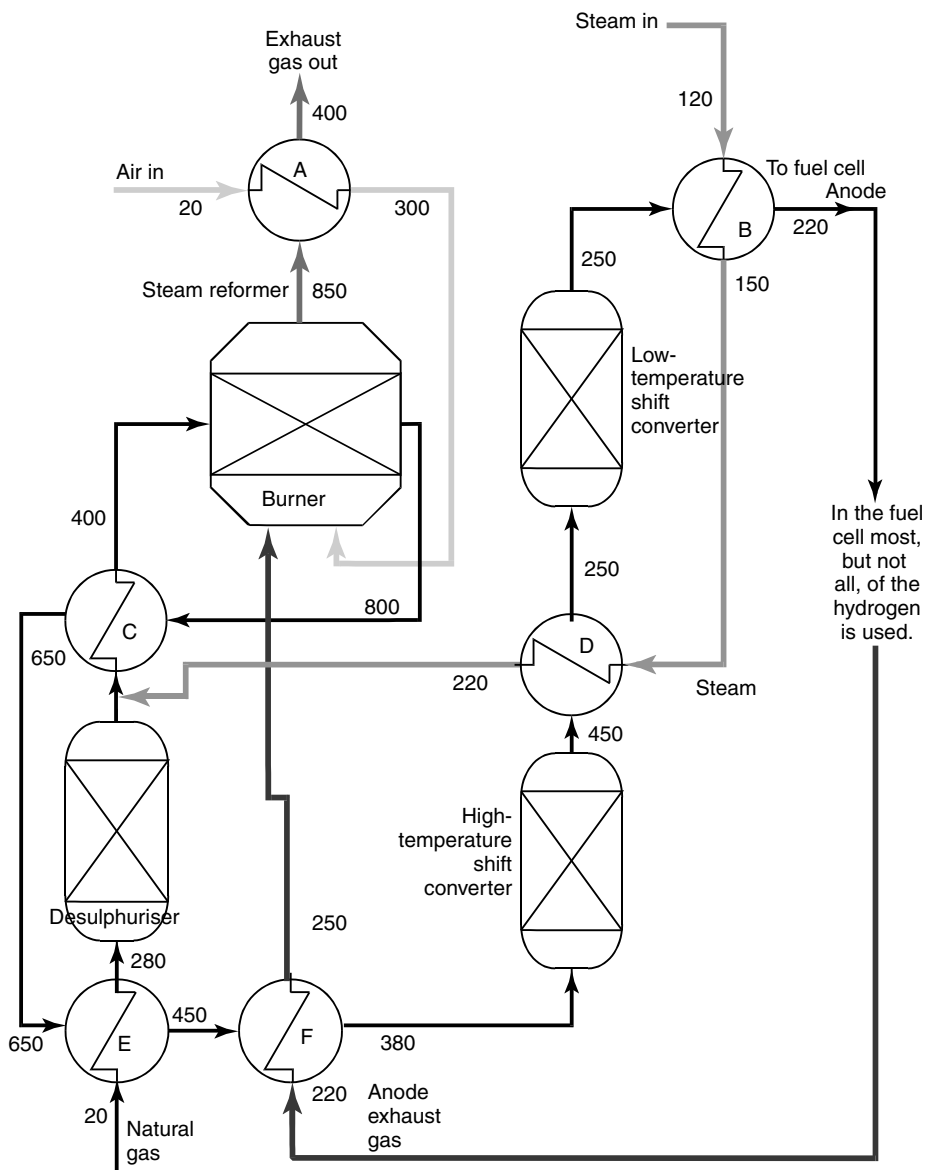 Steam in
Exhaust
gas out
400
120
Air in
A
To fuel cell
Anode
20
300
B
220
250
150
Steam reformer
850
Low-
temperature
shift
converter
Burner
400
In the fuel
cell most,
but not
all, of the
hydrogen
is used.
250
800
C
D
650
220
Steam
450
High-
temperature
shift
converter
Desulphuriser
250
280
450
E
F
650
380
220
Anode
exhaust
gas
20
Natural
gas